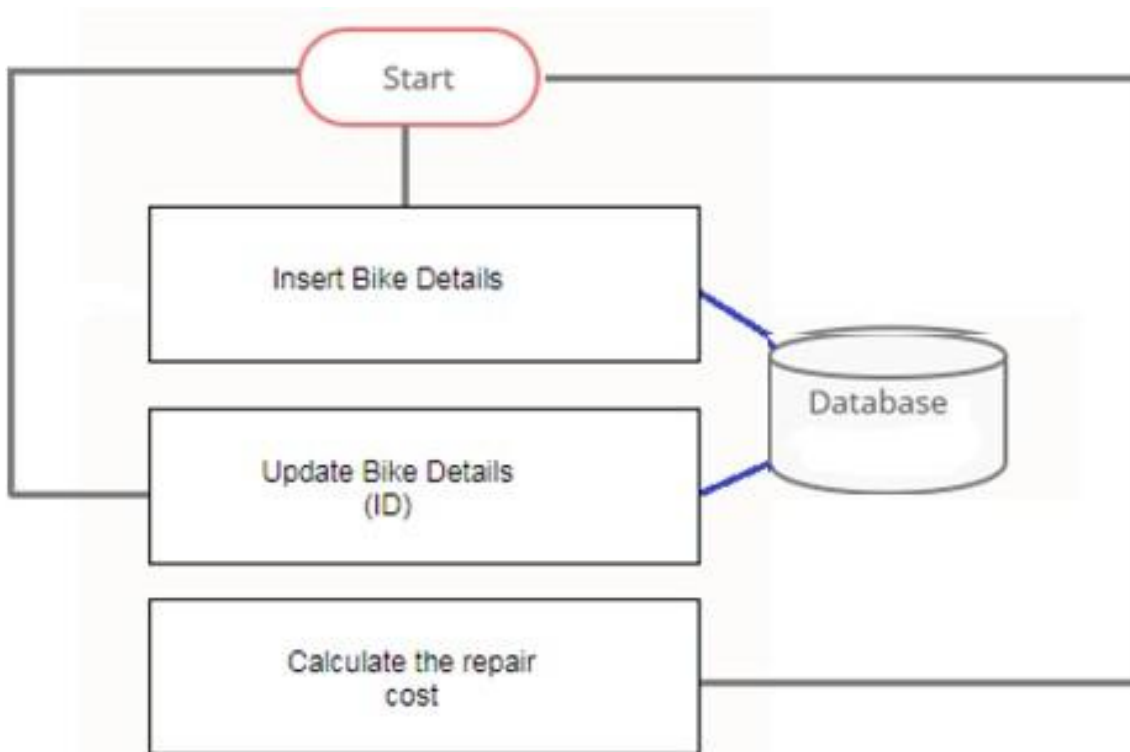 Start
Insert Bike Details
Database
Update Bike Details
(ID)
Calculate the repair
cost